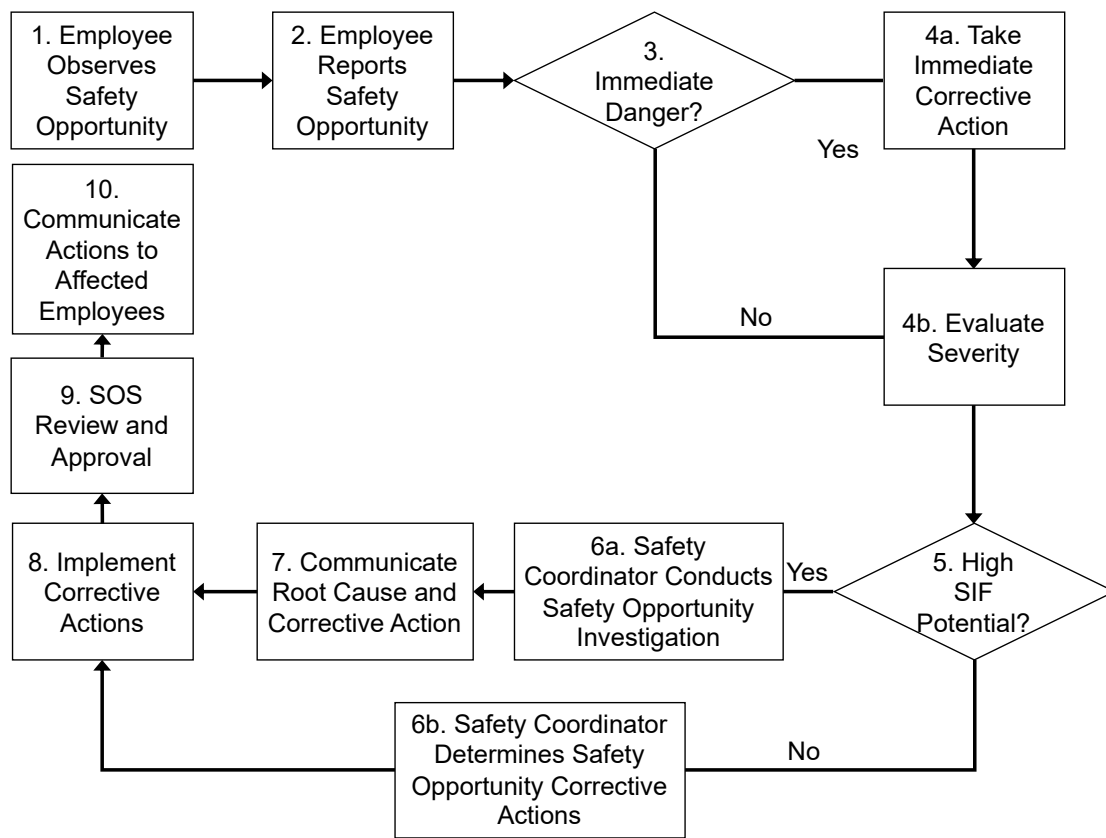 1. Employee
Observes
Safety
Opportunity
2. Employee
Reports
Safety
Opportunity
3.
Immediate
Danger?
Yes
No
4a. Take
Immediate
Corrective
Action
4b. Evaluate
Severity
5. High
SIF
Potential?
Yes
No
6a. Safety
Coordinator Conducts
Safety Opportunity
Investigation
6b. Safety Coordinator
Determines Safety
Opportunity Corrective
Actions
7. Communicate
Root Cause and
Corrective Action
8. Implement
Corrective
Actions
9. SOS
Review and
Approval
10.
Communicate
Actions to
Affected
Employees